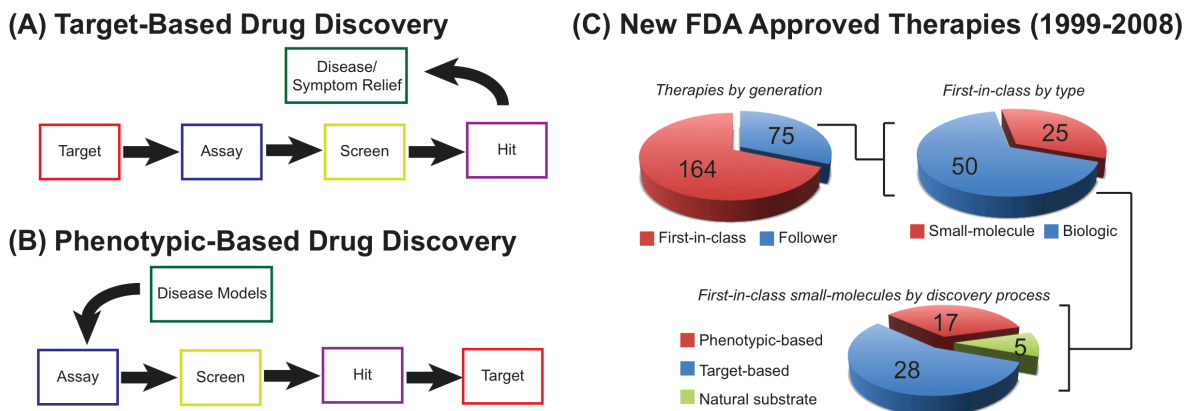 (A) Target-Based Drug Discovery
Disease/
Symptom Relief
Target
Assay
Screen
Hit
(B) Phenotypic-Based Drug Discovery
Disease Models
Assay
Screen
Hit
Target
(C) New FDA Approved Therapies (1999-2008)
Therapies by generation
75
164
First-in-class
Follower
First-in-class by type
25
50
Small-molecule
Biologic
First-in-class small-molecules by discovery process
Phenotypic-based
Target-based
Natural substrate
17
5
28